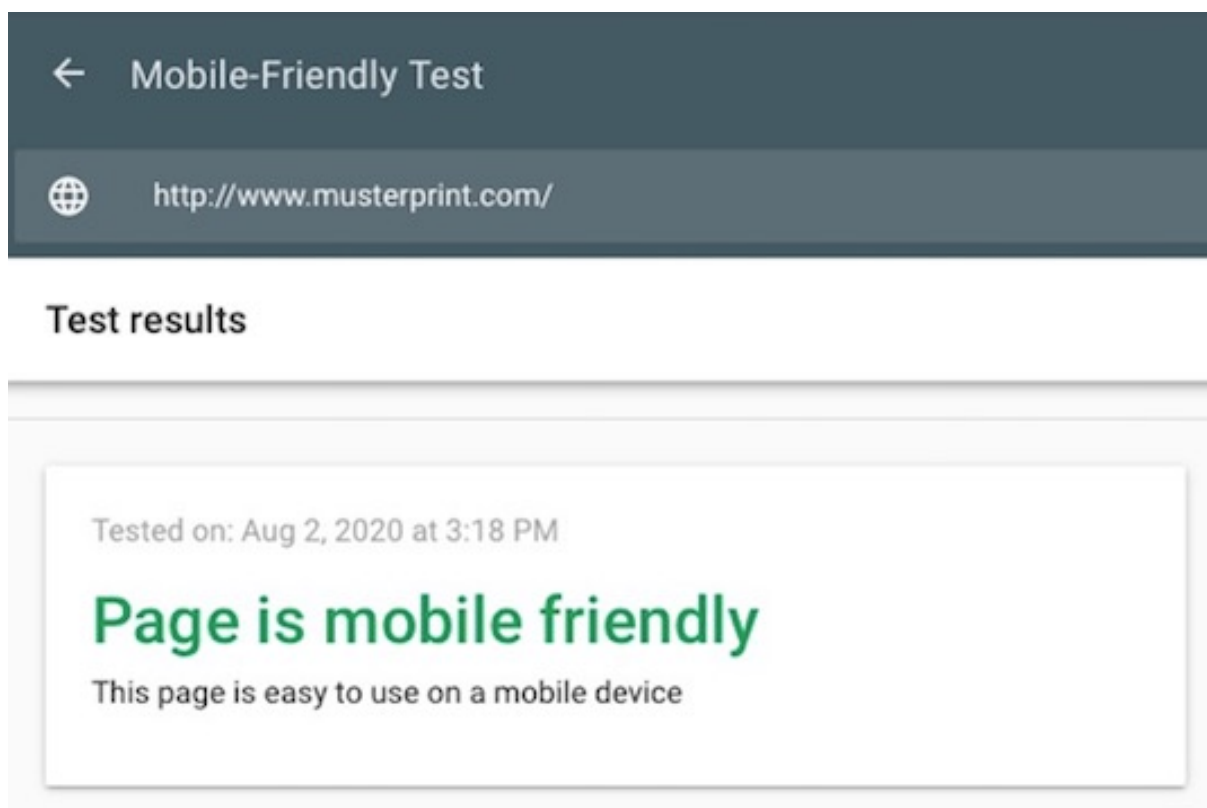 Mobile-Friendly Test
http://www.musterprint.com/
Test results
Tested on: Aug 2, 2020 at 3:18 PM
Page is mobile friendly
This page is easy to use on a mobile device